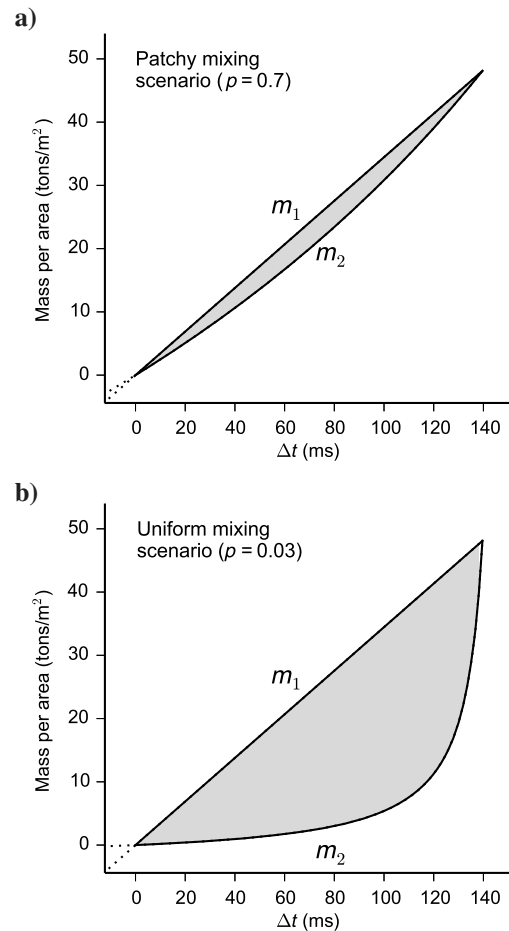 a)
Patchy mixing
scenario (p = 0.7)
Mass per area (tons/m²)
50
40
30
20
10
0
m₁
m₂
0 20 40 60 80 100 120 140
Δt (ms)
b)
Uniform mixing
scenario (p = 0.03)
Mass per area (tons/m²)
50
40
30
20
10
0
m₁
m₂
0 20 40 60 80 100 120 140
Δt (ms)